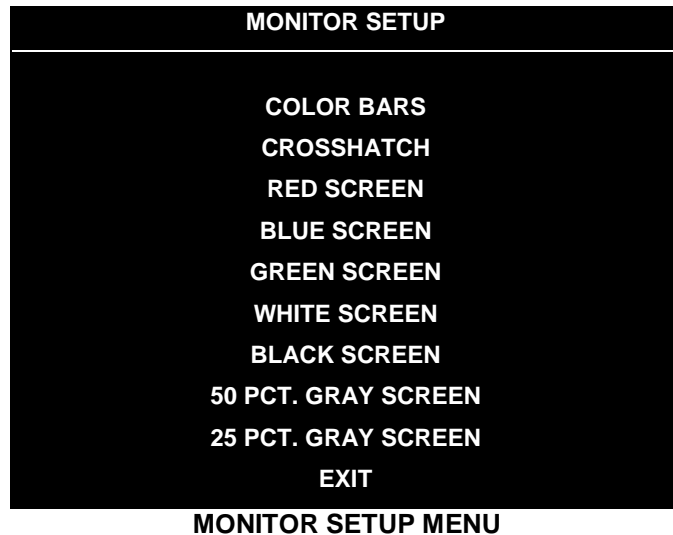 MONITOR SETUP
COLOR BARS
CROSSHATCH
RED SCREEN
BLUE SCREEN
GREEN SCREEN
WHITE SCREEN
BLACK SCREEN
50 PCT. GRAY SCREEN
25 PCT. GRAY SCREEN
EXIT
MONITOR SETUP MENU